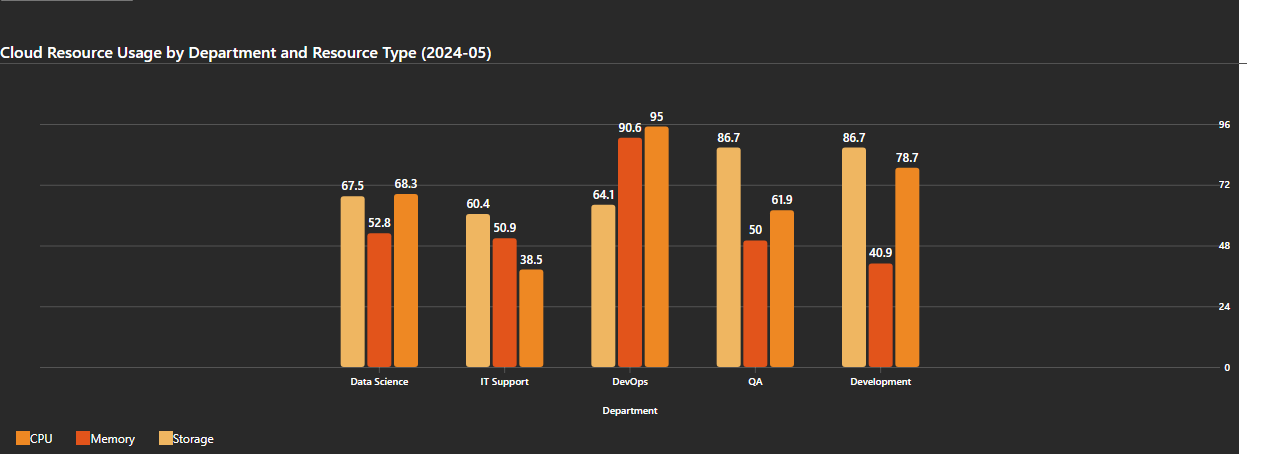 Cloud Resource Usage by Department and Resource Type (2024-05)
95
96
90.6
86.7
86.7
78.7
67.5
68.3
72
64.1
60.4
61.9
52.8
50.9
50
48
40.9
38.5
24
0
Data Science
IT Support
DevOps
QA
Development
Department
CPU
Memory
Storage